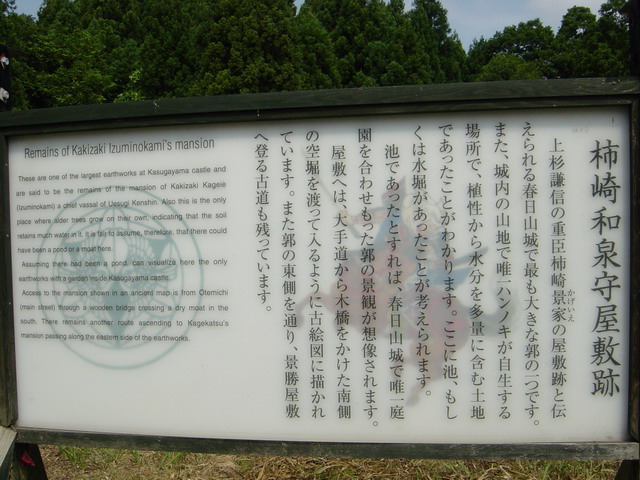 柿崎和泉守屋敷跡
上杉謙信の重臣柿崎景家の屋敷跡と伝
かげいえ
えられる春日山城で最も大きな郭の一つです。
また、城内の山地で唯一ハンノキが自生する
場所で、植性から水分を多量に含む土地
であったことがわかります。ここに池、もし
くは水堀があったことが考えられます。
池であったとすれば、春日山城で唯一庭
園を合わせもった郭の景観が想像されます。
屋敷へは、大手道から木橋をかけた南側
の空堀を渡って入るように古絵図に描かれ
ています。また郭の東側を通り、景勝屋敷
へ登る古道も残っています。
Remains of Kakizaki Izuminokami's mansion
These are one of the largest earthworks at Kasugayama castle and
are said to be the remains of the mansion of Kakizaki Kageie
(Izuminokami) a chief vassal of Uesugi Kenshin. Also this is the only
place where alder trees grow on their own, indicating that the soil
retains much water in it. It is fair to assume, therefore, that there could
have been a pond or a moat here.
Assuming there had been a pond, can visualize here the only
earthworks with a garden inside Kasugayama castle.
Access to the mansion shown in an ancient map is from Otemichi
(main street) through a wooden bridge crossing a dry moat in the
south. There remains another route ascending to Kagekatsu's
mansion passing along the eastern side of the earthworks.